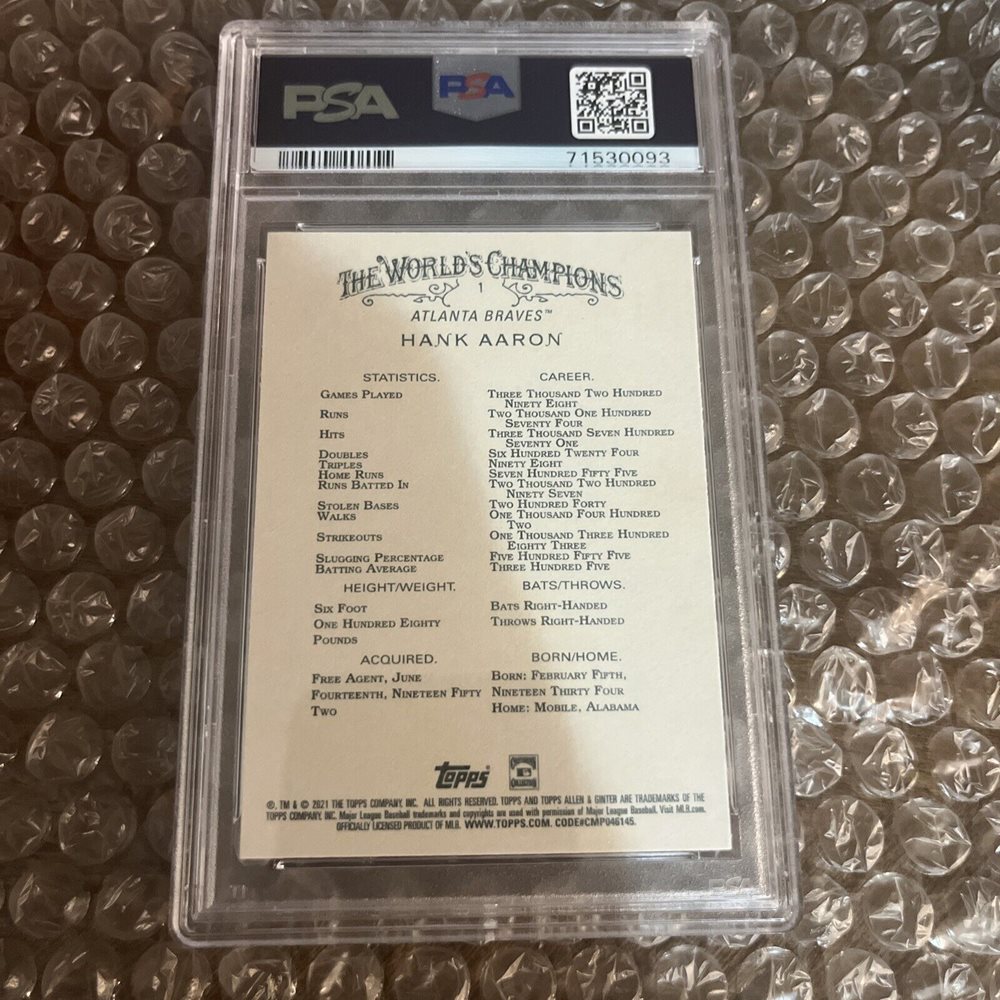 PSA PSA
71530093
THE WORLD'S CHAMPIONS
1
ATLANTA BRAVES™
HANK AARON
STATISTICS. CAREER.
GAMES PLAYED THREE THOUSAND TWO HUNDRED
NINETY EIGHT
RUNS TWO THOUSAND ONE HUNDRED
SEVENTY FOUR
HITS THREE THOUSAND SEVEN HUNDRED
SEVENTY ONE
DOUBLES SIX HUNDRED TWENTY FOUR
TRIPLES NINETY EIGHT
HOME RUNS SEVEN HUNDRED FIFTY FIVE
RUNS BATTED IN TWO THOUSAND TWO HUNDRED
NINETY SEVEN
STOLEN BASES TWO HUNDRED FORTY
WALKS ONE THOUSAND FOUR HUNDRED
TWO
STRIKEOUTS ONE THOUSAND THREE HUNDRED
EIGHTY THREE
SLUGGING PERCENTAGE FIVE HUNDRED FIFTY FIVE
BATTING AVERAGE THREE HUNDRED FIVE
HEIGHT/WEIGHT. BATS/THROWS.
SIX FOOT BATS RIGHT-HANDED
ONE HUNDRED EIGHTY THROWS RIGHT-HANDED
POUNDS
ACQUIRED. BORN/HOME.
FREE AGENT, JUNE BORN: FEBRUARY FIFTH,
FOURTEENTH, NINETEEN FIFTY NINETEEN THIRTY FOUR
TWO HOME: MOBILE, ALABAMA
Topps®
®, TM & © 2021 THE TOPPS COMPANY, INC. ALL RIGHTS RESERVED. TOPPS AND TOPPS ALLEN & GINTER ARE TRADEMARKS OF THE
TOPPS COMPANY, INC. Major League Baseball trademarks and copyrights are used with permission of Major League Baseball. Visit MLB.com.
OFFICIALLY LICENSED PRODUCT OF MLB. WWW.TOPPS.COM. CODE#CMP046145.
PSA